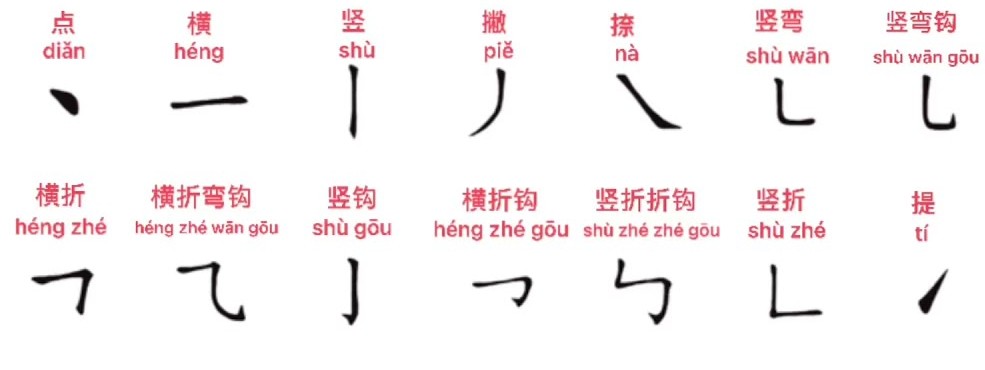 点 横 竖 撇 捺 竖弯 竖弯钩
diǎn héng shù piě nà shù wān shù wān gōu
丶 一 丨 丿 ㇏ ㇄ ㇟
横折 横折弯钩 竖钩 横折钩 竖折折钩 竖折 提
héng zhé héng zhé wān gōu shù gōu héng zhé gōu shù zhé zhé gōu shù zhé tí
㇕ ㇈ 亅 ㇆ ㇉ ㇗ ㇀